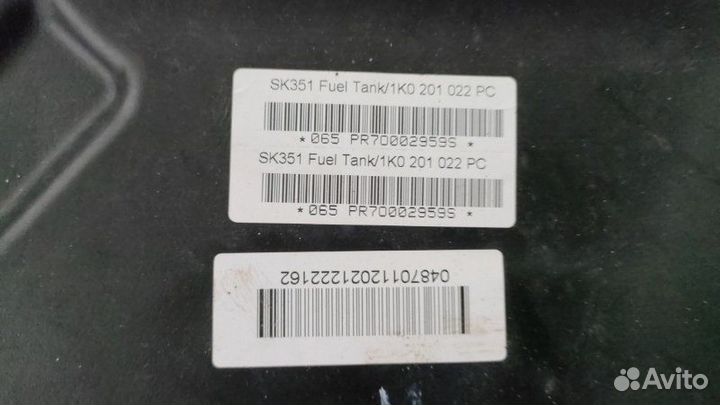 SK351 Fuel Tank/1K0 201 022 PC
* 065 PR70002959S *
SK351 Fuel Tank/1K0 201 022 PC
* 065 PR70002959S *
04870112021222162
Avito